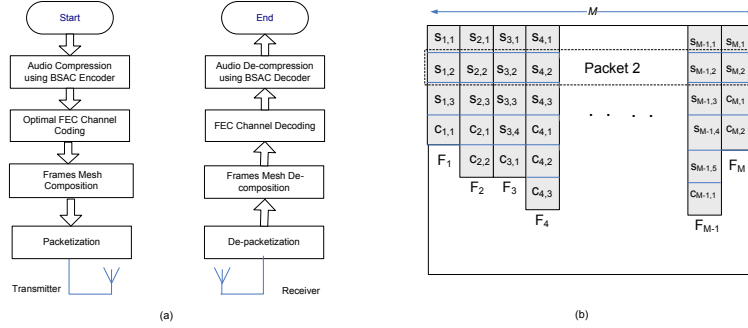 Start
Audio Compression
using BSAC Encoder
Optimal FEC Channel
Coding
Frames Mesh
Composition
Packetization
Transmitter
End
Audio De-compression
using BSAC Decoder
FEC Channel Decoding
Frames Mesh De-
composition
De-packetization
Receiver
(a)
M
S1,1 S2,1 S3,1 S4,1 SM-1,1 SM,1
S1,2 S2,2 S3,2 S4,2 Packet 2 SM-1,2 SM,2
S1,3 S2,3 S3,3 S4,3 . . . . SM-1,3 CM,1
C1,1 C2,1 S3,4 C4,1 SM-1,4 CM,2
F1 C2,2 C3,1 C4,2 SM-1,5 FM
F2 F3 C4,3 CM-1,1
F4 FM-1
(b)